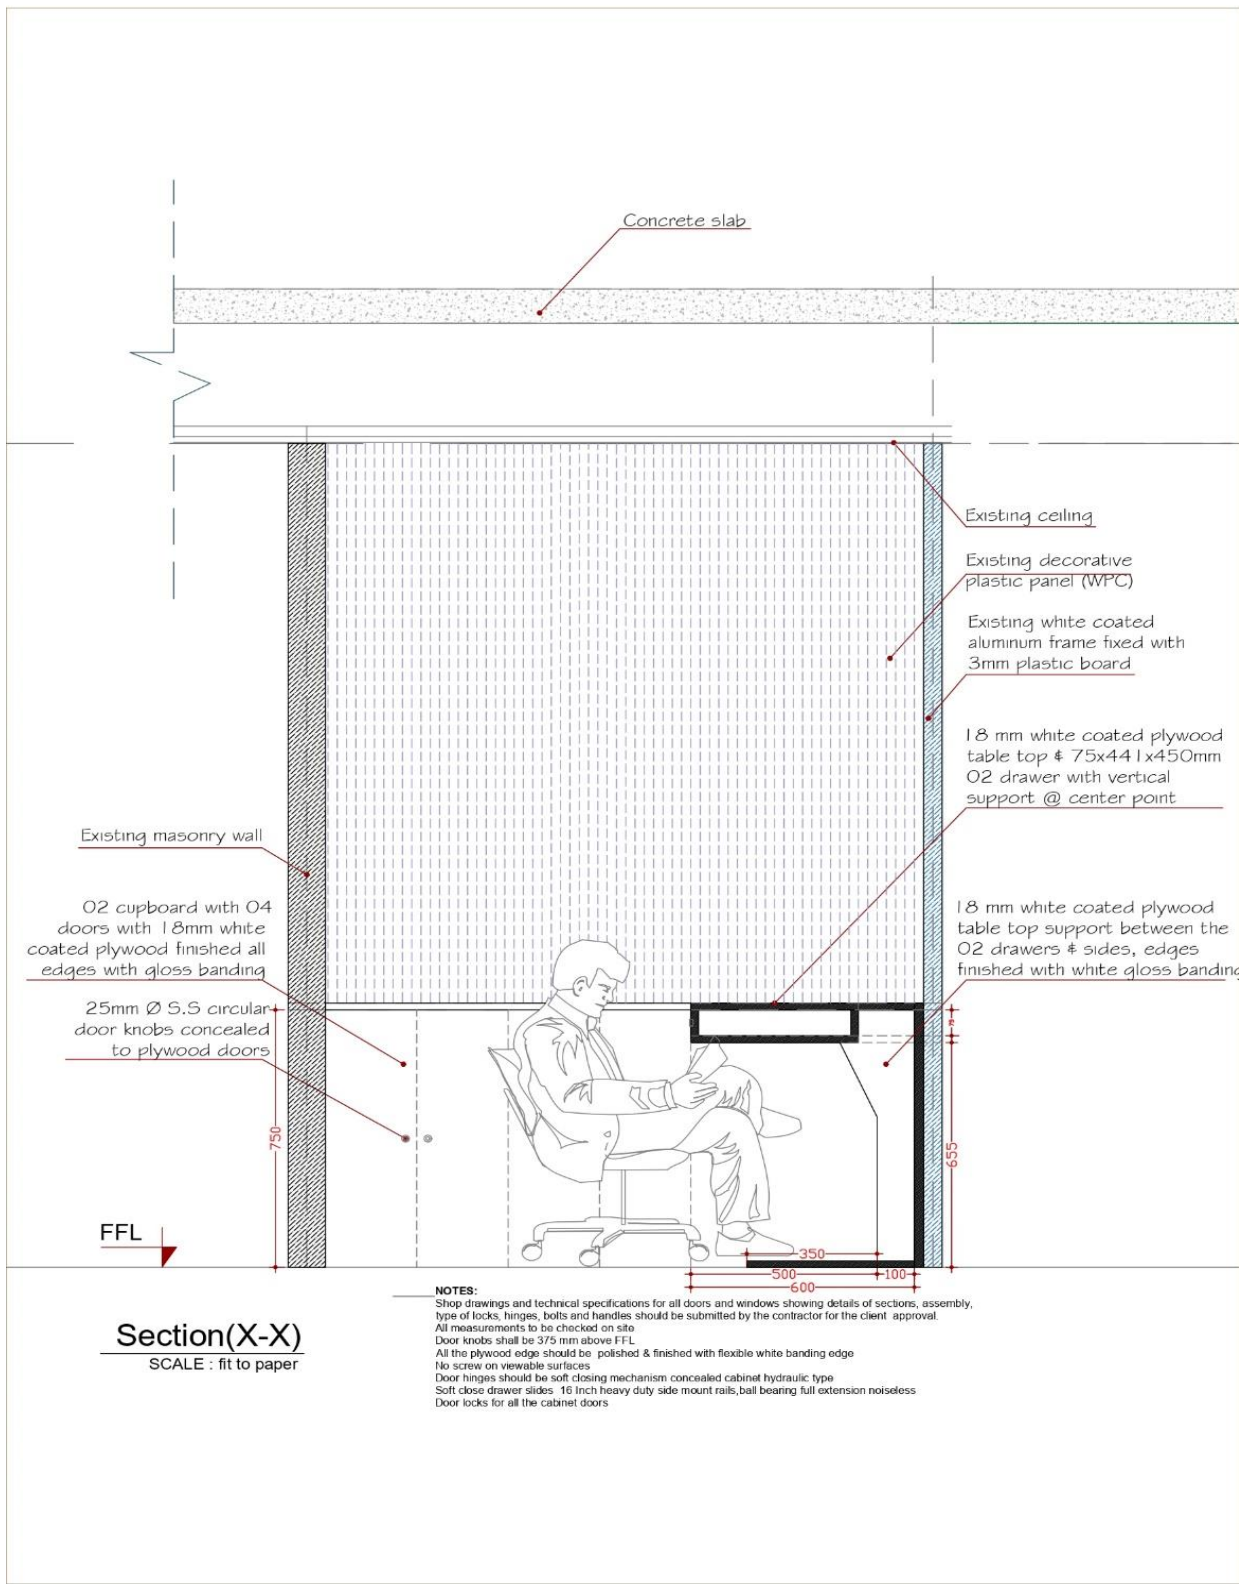 Concrete slab
Existing ceiling
Existing decorative
plastic panel (WPC)
Existing white coated
aluminum frame fixed with
3mm plastic board
18 mm white coated plywood
table top & 75x441x450mm
02 drawer with vertical
support @ center point
Existing masonry wall
02 cupboard with 04
doors with 18mm white
coated plywood finished all
edges with gloss banding
18 mm white coated plywood
table top support between the
02 drawers & sides, edges
finished with white gloss banding
25mm Ø S.S circular
door knobs concealed
to plywood doors
750
655
FFL
350
500
100
600
Section(X-X)
SCALE : fit to paper
NOTES:
Shop drawings and technical specifications for all doors and windows showing details of sections, assembly,
type of locks, hinges, bolts and handles should be submitted by the contractor for the client approval.
All measurements to be checked on site
Door knobs shall be 375 mm above FFL
All the plywood edge should be polished & finished with flexible white banding edge
No screw on viewable surfaces
Door hinges should be soft closing mechanism concealed cabinet hydraulic type
Soft close drawer slides 16 Inch heavy duty side mount rails,ball bearing full extension noiseless
Door locks for all the cabinet doors